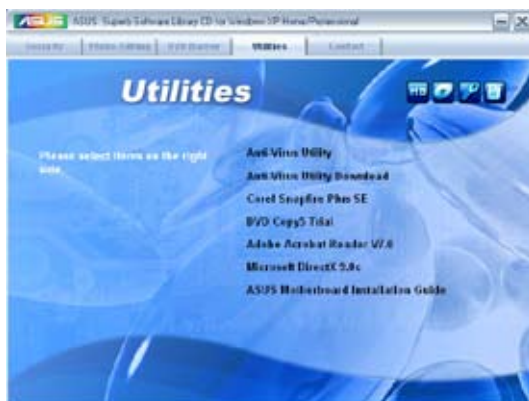 ASUS ASUS Superb Software Library CD for Windows XP Home/Professional
Security Photo Editing DVD Burner Utilities Contact
Utilities
Please select items on the right side.
Anti-Virus Utility
Anti-Virus Utility Download
Corel Snapfire Plus SE
DVD Copy5 Trial
Adobe Acrobat Reader V7.0
Microsoft DirectX 9.0c
ASUS Motherboard Installation Guide